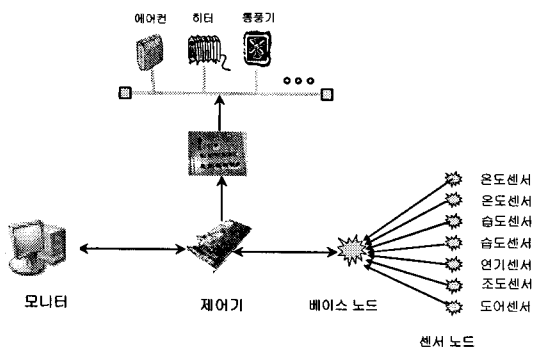 에어컨 히터 통풍기
온도센서
온도센서
습도센서
습도센서
연기센서
조도센서
도어센서
모니터 제어기 베이스 노드
센서 노드